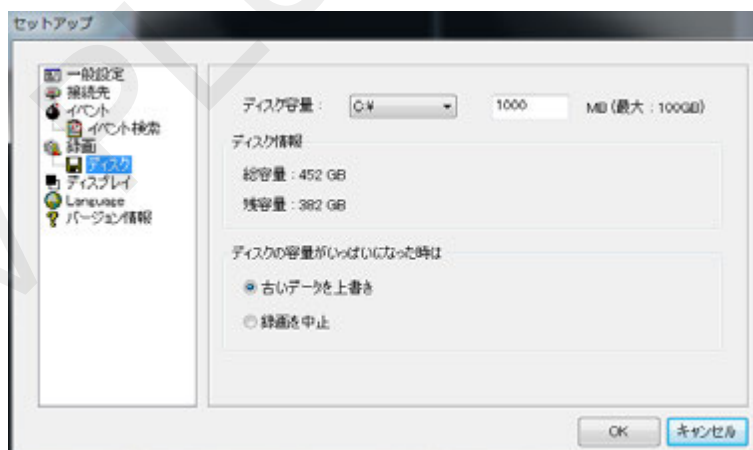 セットアップ
一般設定
接続先
イベント
イベント検索
録画
ディスク
ディスプレイ
Language
バージョン情報
ディスク容量 : C:¥ 1000 MB (最大 : 100GB)
ディスク情報
総容量 : 452 GB
残容量 : 382 GB
ディスクの容量がいっぱいになった時は
古いデータを上書き
録画を中止
OK キャンセル